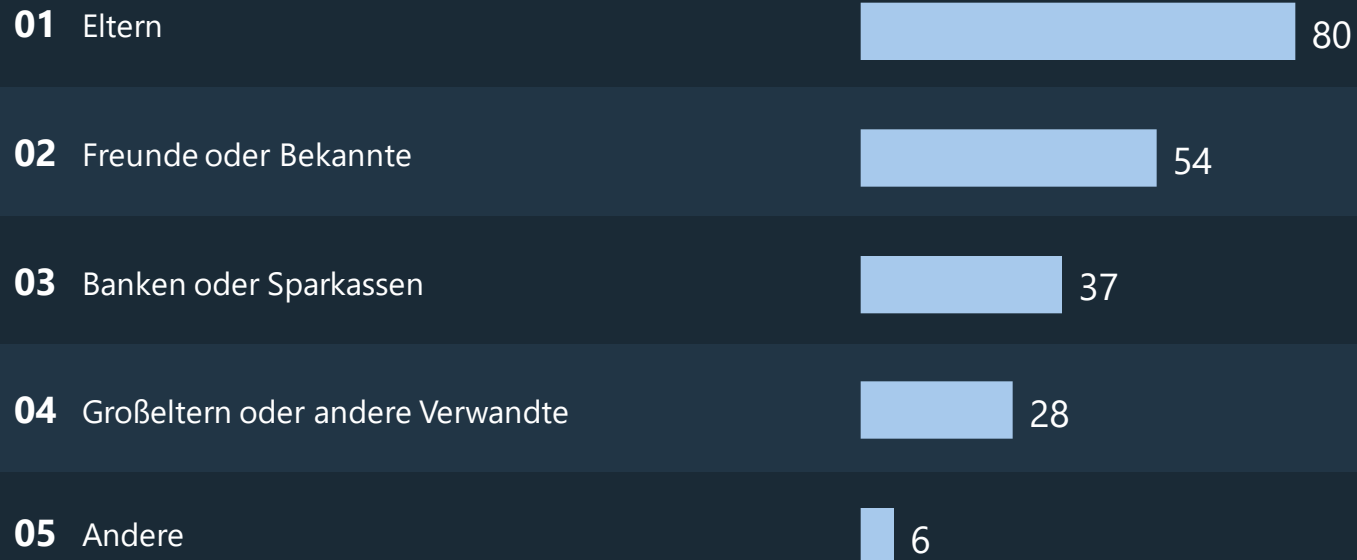 01 Eltern 80
02 Freunde oder Bekannte 54
03 Banken oder Sparkassen 37
04 Großeltern oder andere Verwandte 28
05 Andere 6